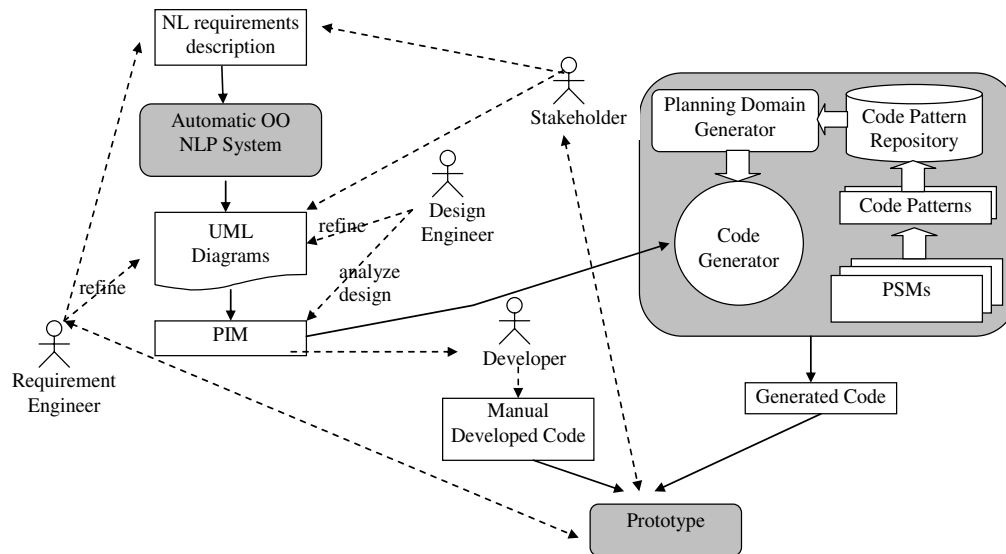 NL requirements
description
Automatic OO
NLP System
UML
Diagrams
PIM
refine
Requirement
Engineer
Stakeholder
refine
Design
Engineer
analyze
design
Developer
Manual
Developed Code
Planning Domain
Generator
Code Pattern
Repository
Code Patterns
Code
Generator
PSMs
Generated Code
Prototype